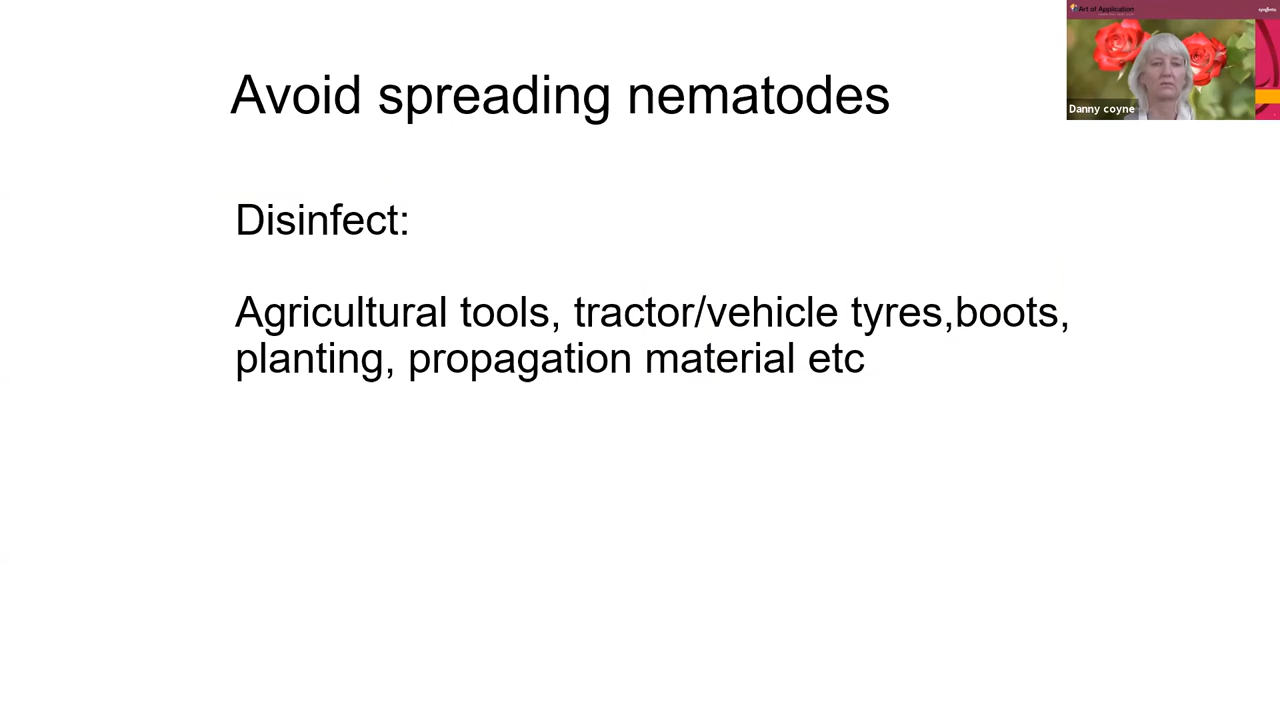 Avoid spreading nematodes
Disinfect:
Agricultural tools, tractor/vehicle tyres,boots,
planting, propagation material etc
Art of Application
syngenta
Danny coyne